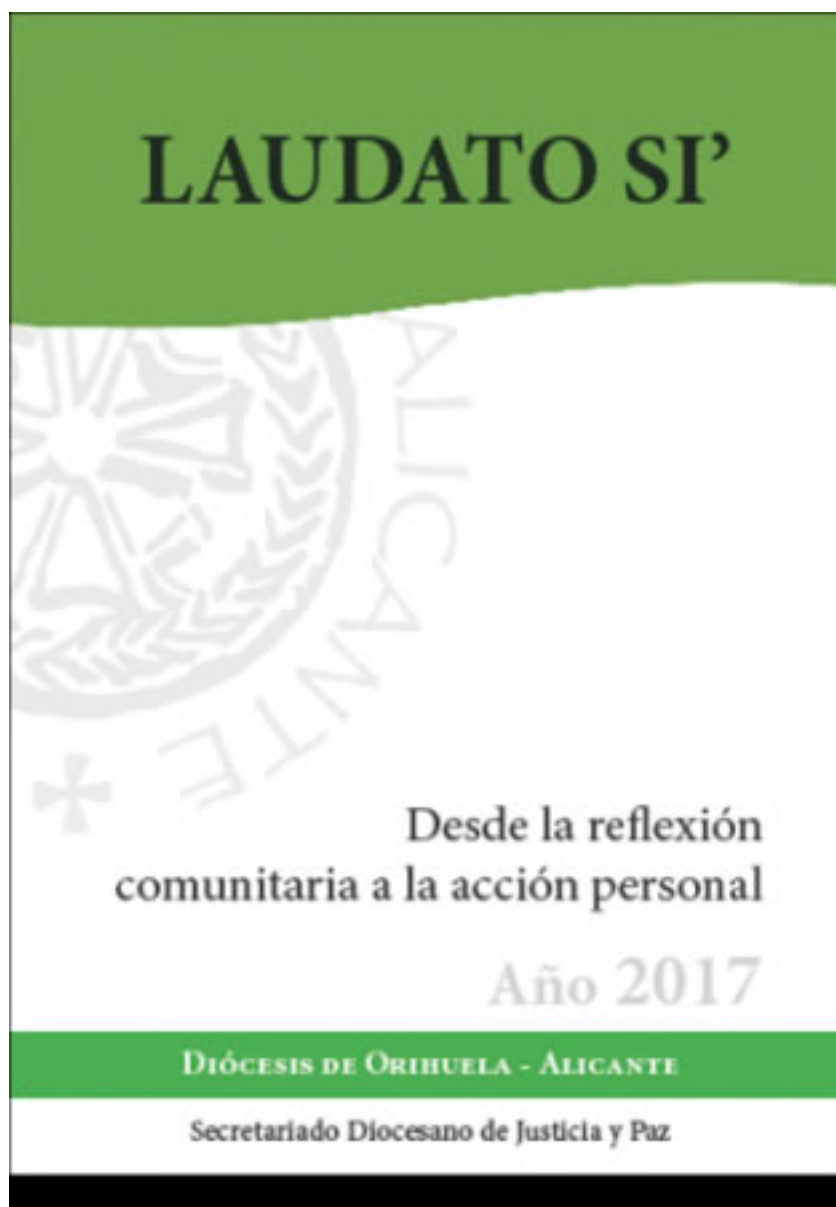 LAUDATO SI’
ALICANTE
Desde la reflexión
comunitaria a la acción personal
Año 2017
Diócesis de Orihuela - Alicante
Secretariado Diocesano de Justicia y Paz